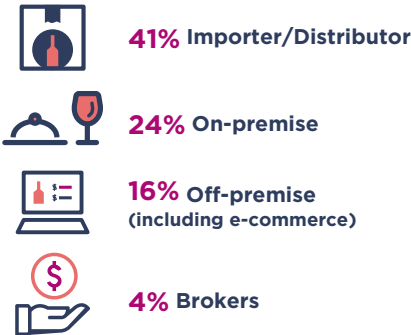 41% Importer/Distributor
24% On-premise
$
$
16% Off-premise
(including e-commerce)
$
4% Brokers